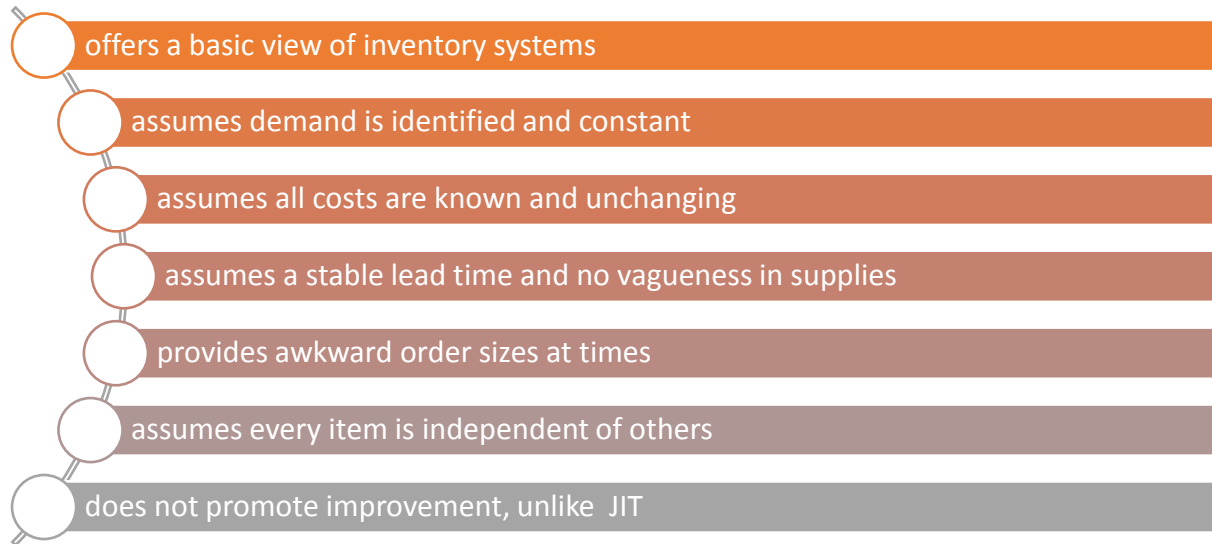 offers a basic view of inventory systems
assumes demand is identified and constant
assumes all costs are known and unchanging
assumes a stable lead time and no vagueness in supplies
provides awkward order sizes at times
assumes every item is independent of others
does not promote improvement, unlike JIT